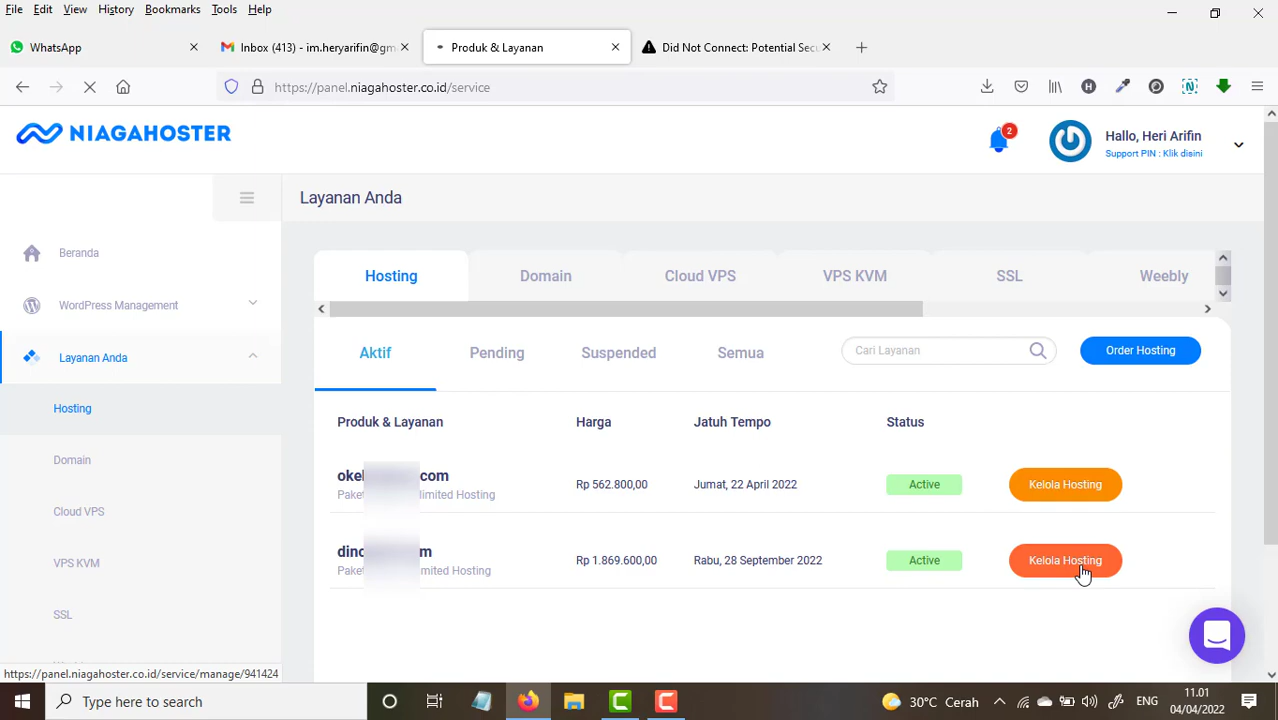 File Edit View History Bookmarks Tools Help
WhatsApp
Inbox (413) - im.heryarifin@gm
Produk & Layanan
Did Not Connect: Potential Secu
https://panel.niagahoster.co.id/service
NIAGAHOSTER
2
Hallo, Heri Arifin
Support PIN : Klik disini
Layanan Anda
Beranda
WordPress Management
Layanan Anda
Hosting
Domain
Cloud VPS
VPS KVM
SSL
Hosting Domain Cloud VPS VPS KVM SSL Weebly
Aktif Pending Suspended Semua Cari Layanan Order Hosting
Produk & Layanan Harga Jatuh Tempo Status
com Rp 562.800,00 Jumat, 22 April 2022 Active Kelola Hosting
Paket limited Hosting
Rp 1.869.600,00 Rabu, 28 September 2022 Active Kelola Hosting
Paket imited Hosting
https://panel.niagahoster.co.id/service/manage/941424
Type here to search
30°C Cerah
ENG
11.01
04/04/2022